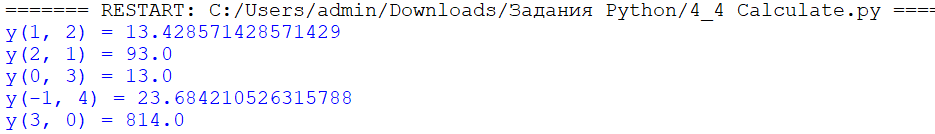 ======= RESTART: C:/Users/admin/Downloads/Задания Python/4_4 Calculate.py ====
y(1, 2) = 13.428571428571429
y(2, 1) = 93.0
y(0, 3) = 13.0
y(-1, 4) = 23.684210526315788
y(3, 0) = 814.0